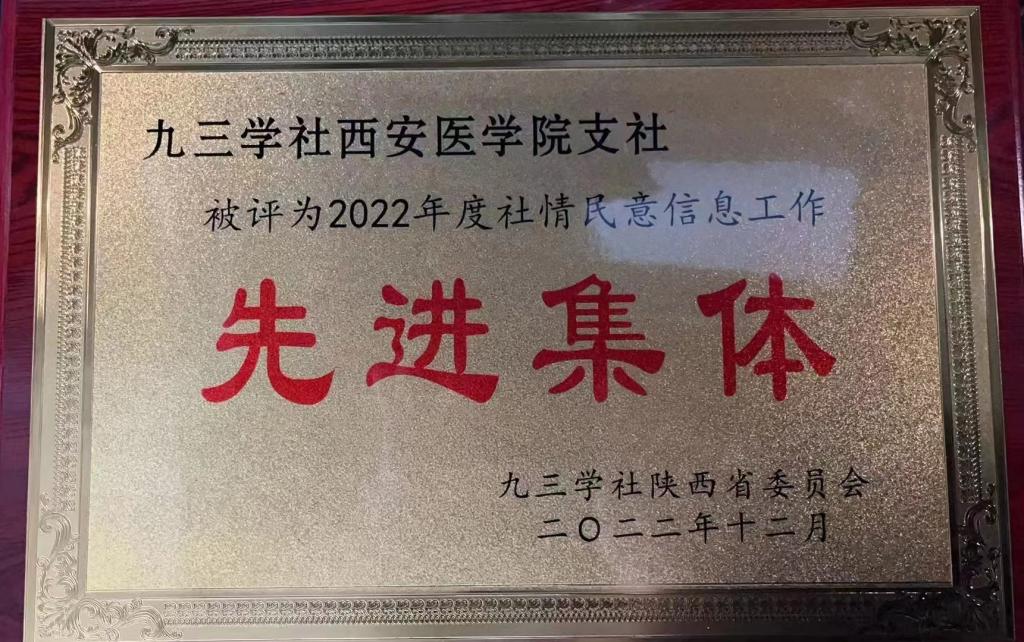 九三学社西安医学院支社
被评为2022年度社情民意信息工作
先进集体
九三学社陕西省委员会
二〇二二年十二月